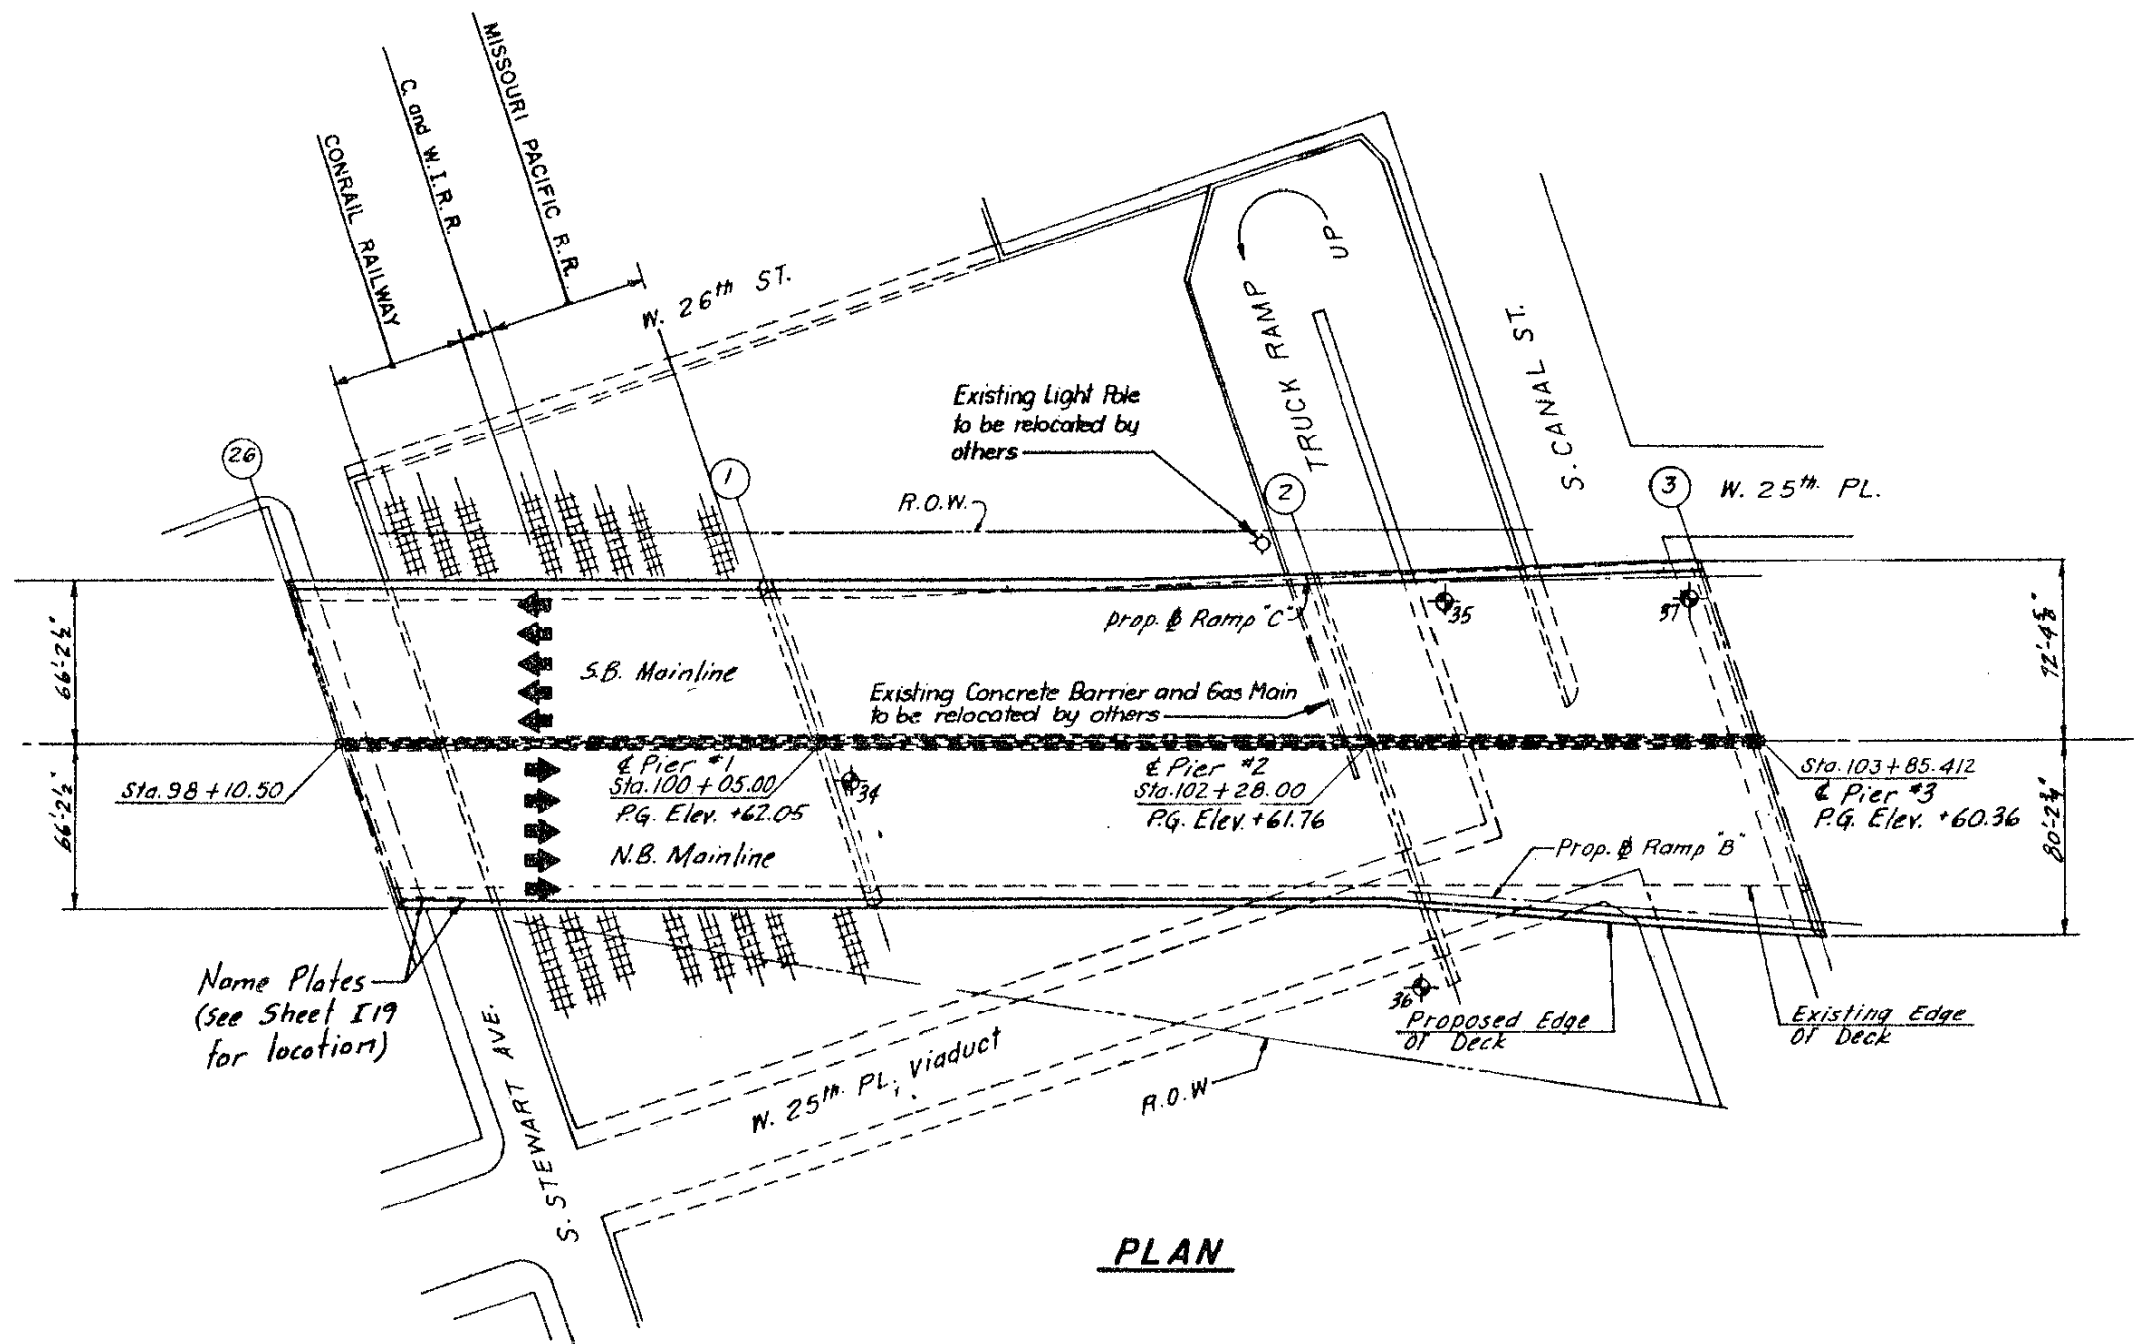 MISSOURI PACIFIC R.R.
C. and W.I.R.R.
CONRAIL RAILWAY
W. 26th ST.
UP
TRUCK RAMP
S. CANAL ST.
Existing Light Pole
to be relocated by
others
26
1
2
3
W. 25th PL.
R.O.W.
Prop. ℄ Ramp "C"
35
37
66'-2½"
S.B. Mainline
Existing Concrete Barrier and Gas Main
to be relocated by others
72'-4⅝"
Sta. 98+10.50
℄ Pier #1
Sta. 100+05.00
P.G. Elev. +62.05
34
℄ Pier #2
Sta. 102+28.00
P.G. Elev. +61.76
Sta. 103+85.412
℄ Pier #3
P.G. Elev. +60.36
66'-2½"
N.B. Mainline
Prop. ℄ Ramp "B"
80'-2¾"
Name Plates
(see Sheet I19
for location)
36
Proposed Edge
of Deck
Existing Edge
of Deck
S. STEWART AVE.
W. 25th PL. Viaduct
R.O.W
PLAN